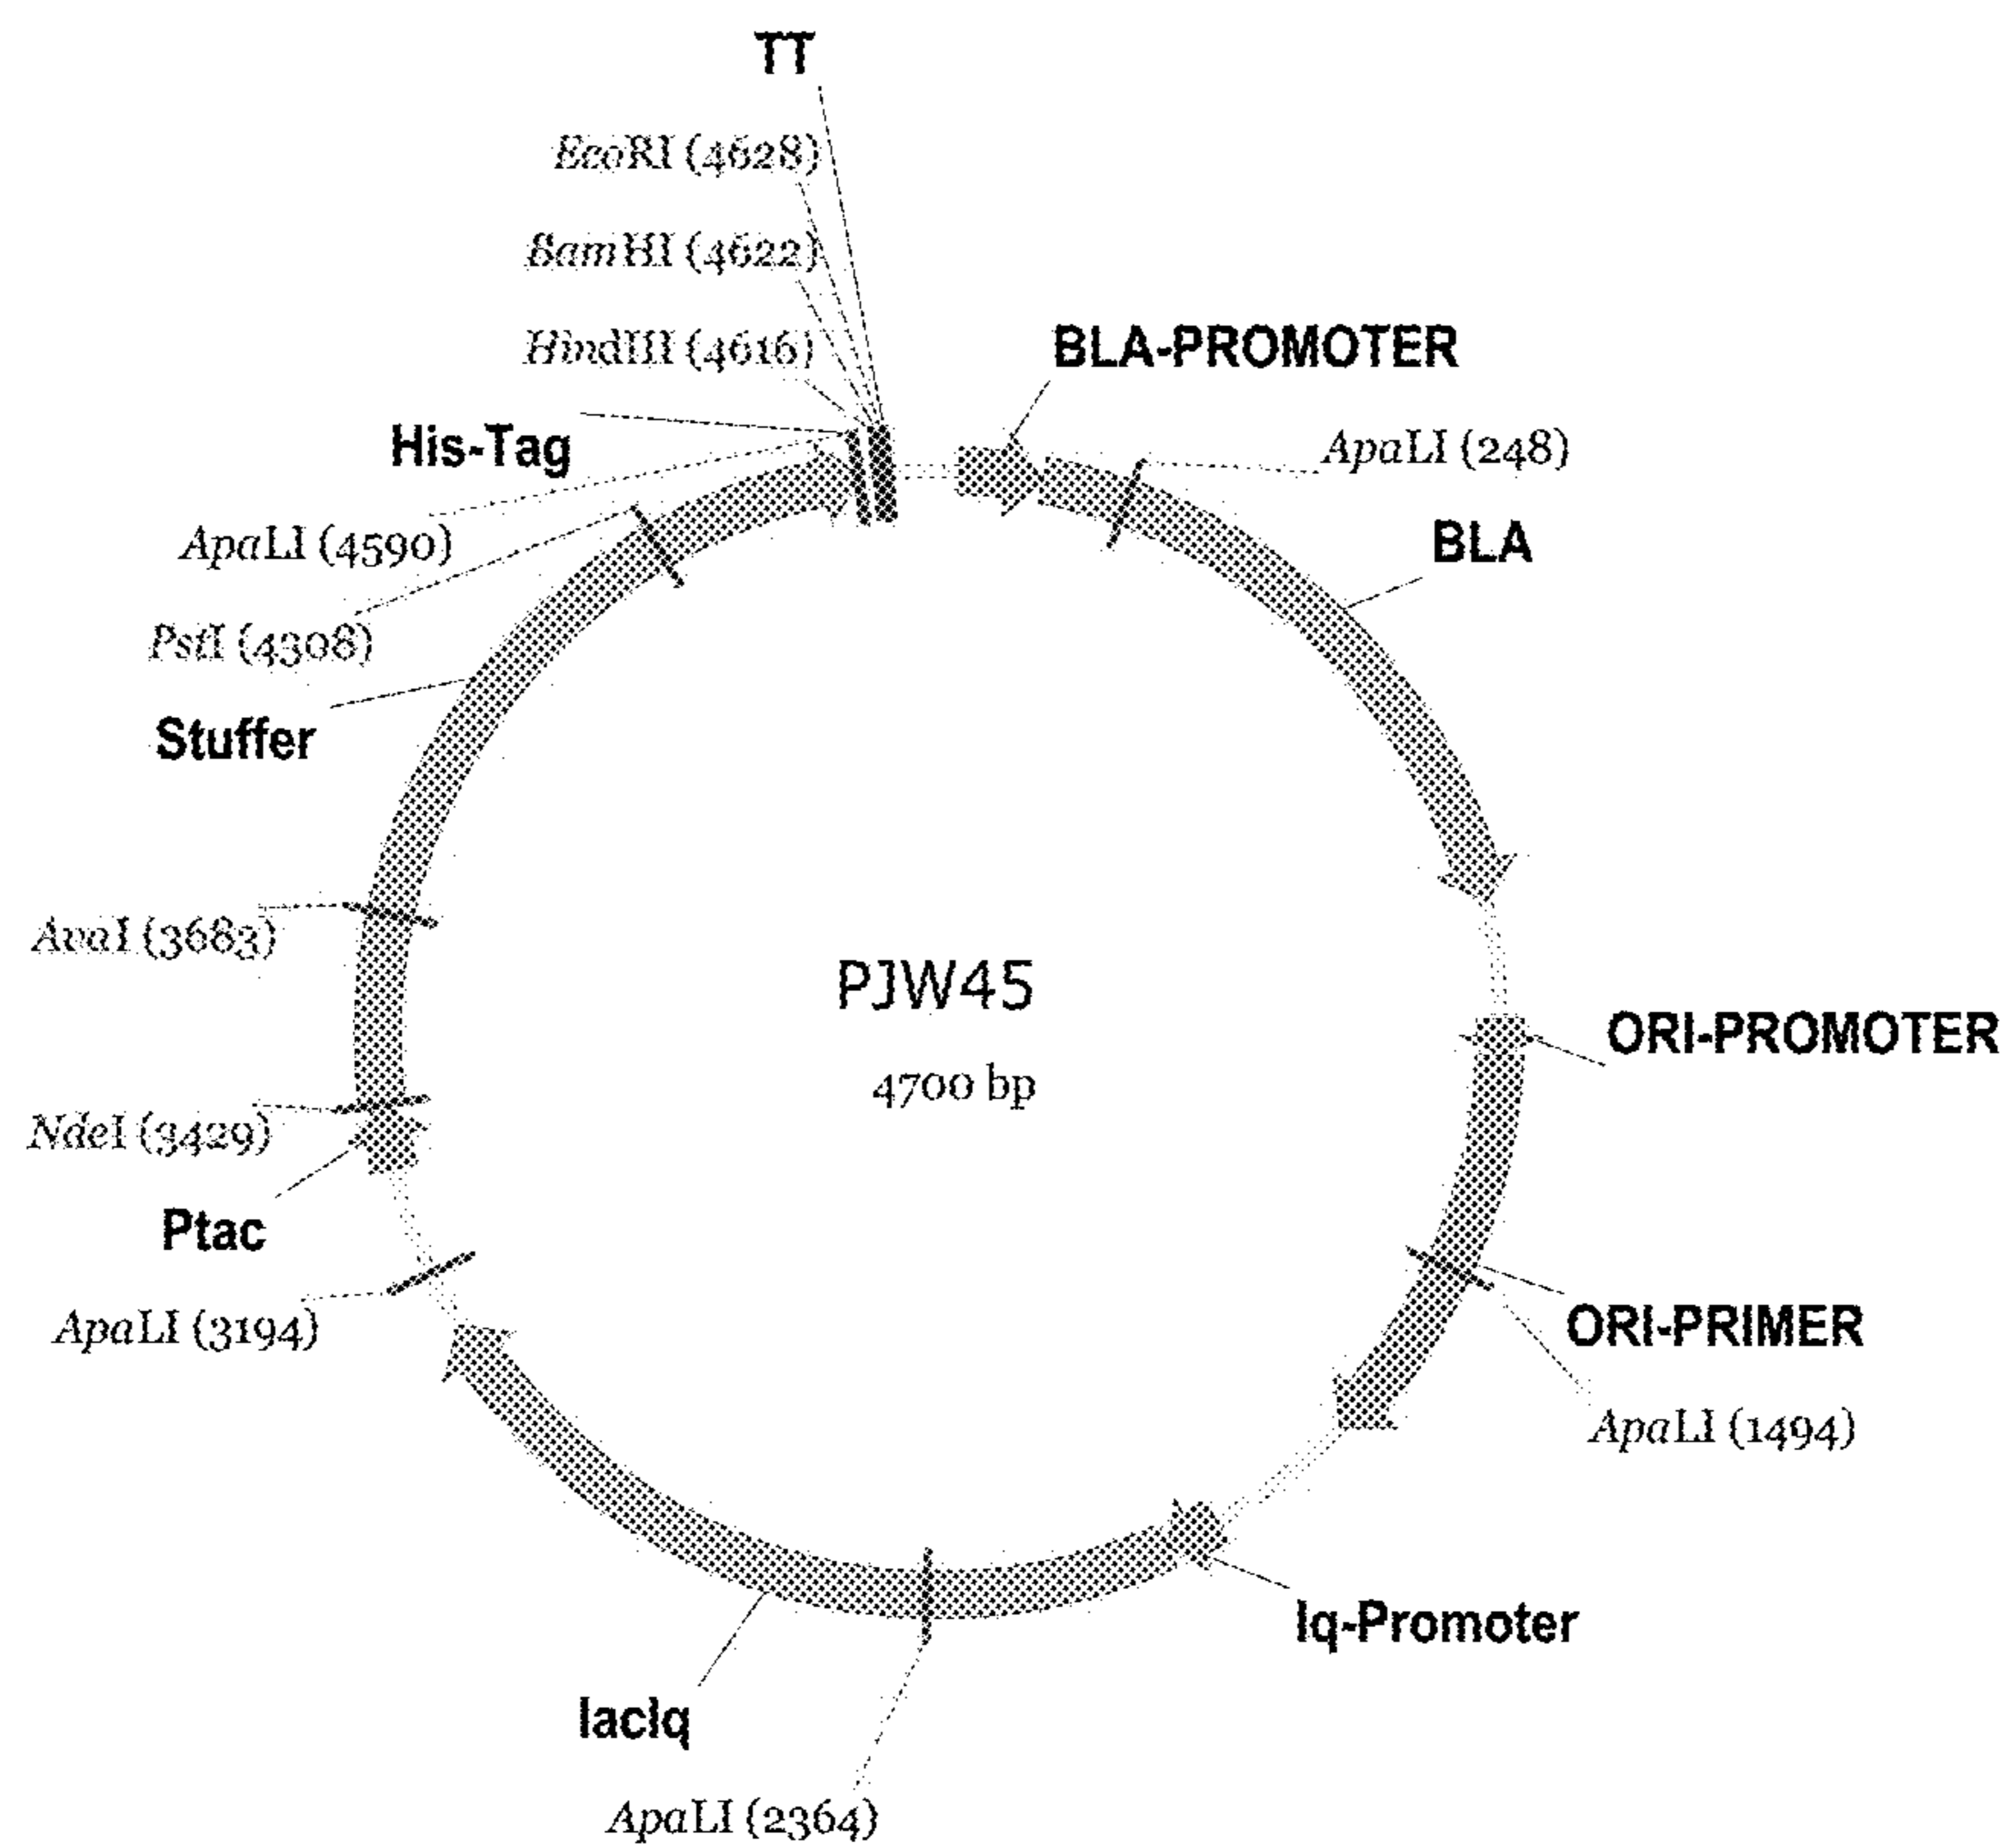 TT
EcoRI (4628)
BamHI (4622)
HindIII (4616)
BLA-PROMOTER
His-Tag
ApaLI (248)
ApaLI (4590)
BLA
PstI (4308)
Stuffer
AvaI (3683)
PJW45
4700 bp
ORI-PROMOTER
NdeI (3429)
Ptac
ApaLI (3194)
ORI-PRIMER
ApaLI (1494)
Iq-Promoter
lacIq
ApaLI (2364)